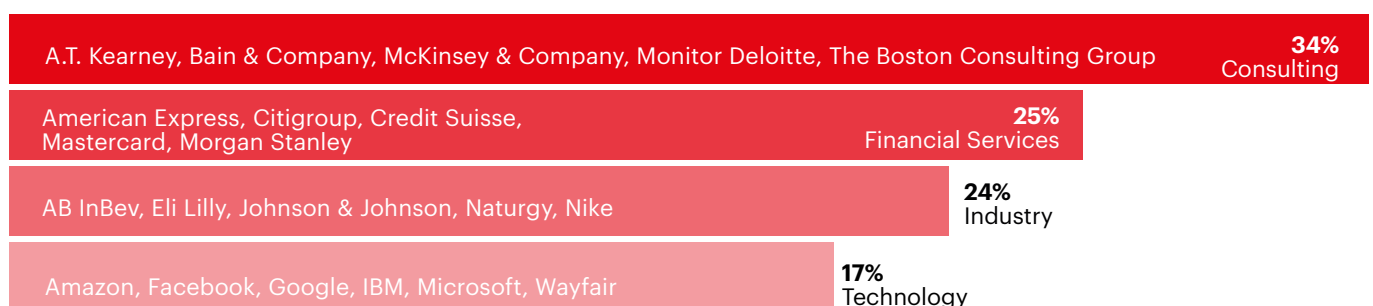 A.T. Kearney, Bain & Company, McKinsey & Company, Monitor Deloitte, The Boston Consulting Group
34%
Consulting
American Express, Citigroup, Credit Suisse,
Mastercard, Morgan Stanley
25%
Financial Services
AB InBev, Eli Lilly, Johnson & Johnson, Naturgy, Nike
24%
Industry
Amazon, Facebook, Google, IBM, Microsoft, Wayfair
17%
Technology